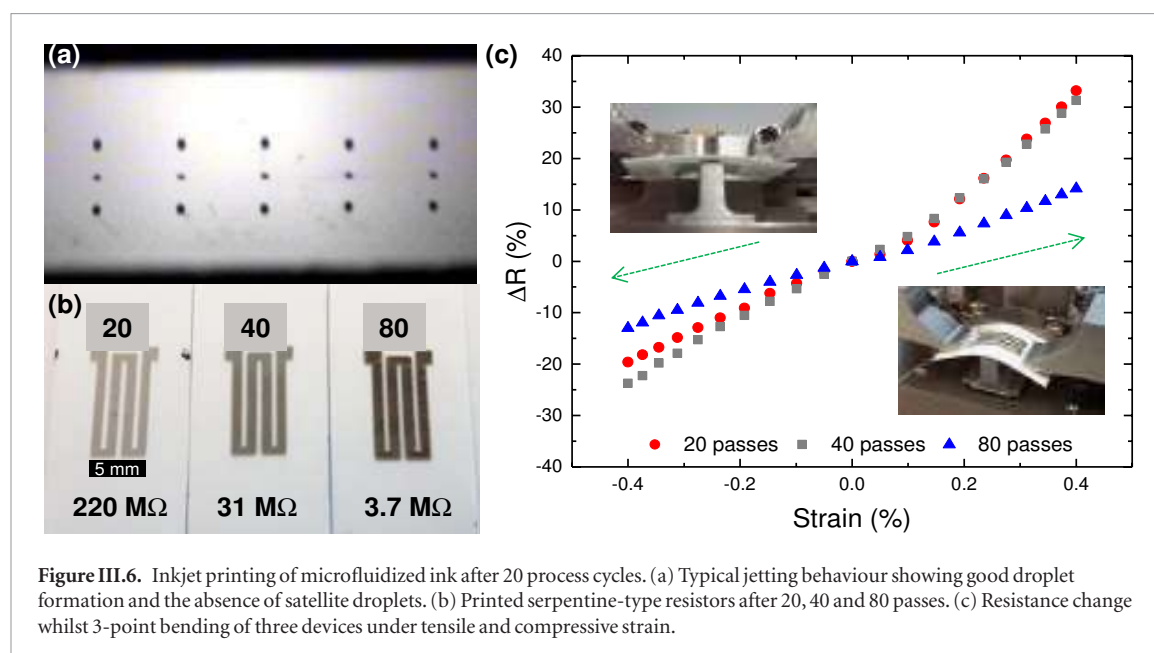 (a)
(b)
20
40
80
5 mm
220 MΩ
31 MΩ
3.7 MΩ
(c)
40
30
20
10
0
-10
-20
-30
-40
ΔR (%)
20 passes
40 passes
80 passes
-0.4
-0.2
0.0
0.2
0.4
Strain (%)
Figure III.6. Inkjet printing of microfluidized ink after 20 process cycles. (a) Typical jetting behaviour showing good droplet
formation and the absence of satellite droplets. (b) Printed serpentine-type resistors after 20, 40 and 80 passes. (c) Resistance change
whilst 3-point bending of three devices under tensile and compressive strain.